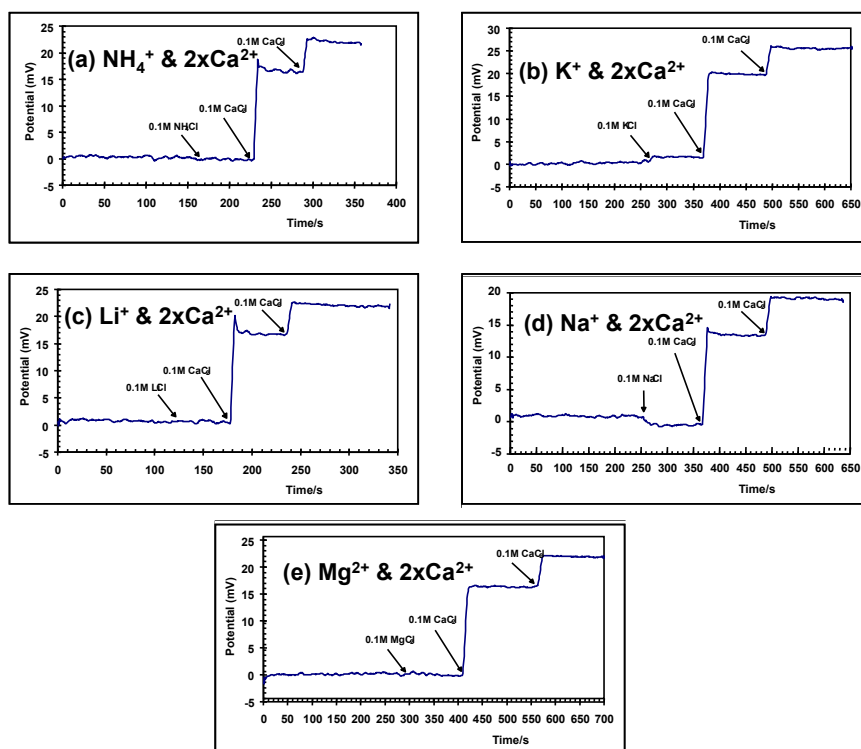 (a) NH₄⁺ & 2xCa²⁺
0.1M CaCl₂
0.1M CaCl₂
0.1M NH₄Cl
Potential (mV)
25
20
15
10
5
0
-5
0 50 100 150 200 250 300 350 400
Time/s
(b) K⁺ & 2xCa²⁺
0.1M CaCl₂
0.1M CaCl₂
0.1M KCl
Potential (mV)
30
25
20
15
10
5
0
-5
0 50 100 150 200 250 300 350 400 450 500 550 600 650
Time/s
(c) Li⁺ & 2xCa²⁺
0.1M CaCl₂
0.1M CaCl₂
0.1M LiCl
Potential (mV)
25
20
15
10
5
0
-5
0 50 100 150 200 250 300 350
Time/s
(d) Na⁺ & 2xCa²⁺
0.1M CaCl₂
0.1M CaCl₂
0.1M NaCl
Potential (mV)
20
15
10
5
0
-5
0 50 100 150 200 250 300 350 400 450 500 550 600 650
Time/s
(e) Mg²⁺ & 2xCa²⁺
0.1M CaCl₂
0.1M CaCl₂
0.1M MgCl₂
Potential (mV)
25
20
15
10
5
0
-5
0 50 100 150 200 250 300 350 400 450 500 550 600 650 700
Time/s